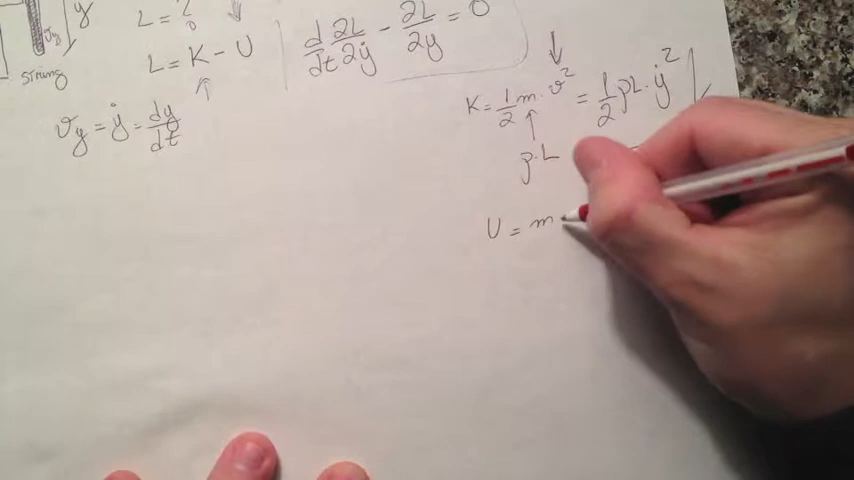 y
String
L = K - U
d/dt ∂L/∂ẏ - ∂L/∂y = 0
v_y = ẏ = dy/dt
K = 1/2 m · v² = 1/2 ρL · ẏ²
ρ · L
U = m